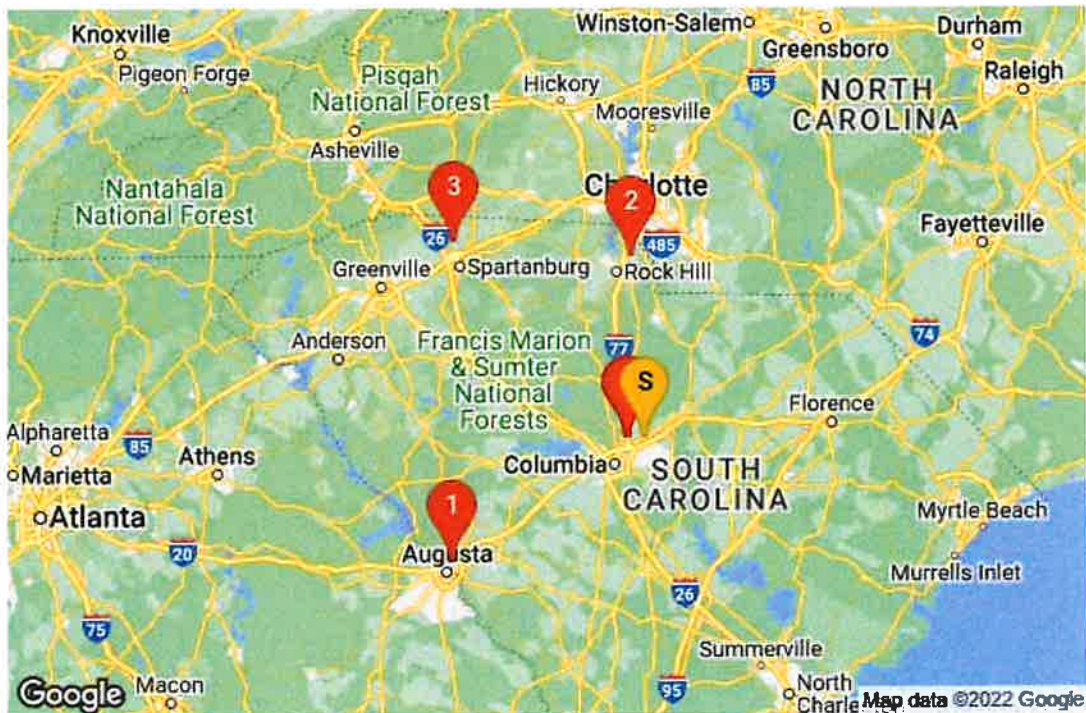 Knoxville
Pigeon Forge
Pisgah
National Forest
Hickory
Winston-Salem
Greensboro
Durham
Raleigh
85
NORTH
CAROLINA
Mooresville
Asheville
Nantahala
National Forest
3
Charlotte
2
26
485
Fayetteville
Greenville
Spartanburg
Rock Hill
Anderson
Francis Marion
& Sumter
National
Forests
77
74
S
Florence
Alpharetta
85
Marietta
Athens
Columbia
SOUTH
CAROLINA
Atlanta
1
Augusta
20
Myrtle Beach
Murrells Inlet
26
75
Summerville
95
Macon
North
Google
Map data ©2022 Google